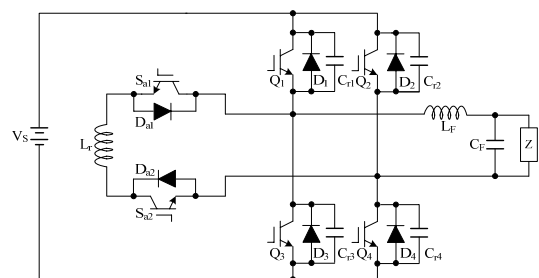 Sa1
Da1
VS
Lr
Da2
Sa2
Q1
D1
Cr1
Q2
D2
Cr2
LF
CF
Z
Q3
D3
Cr3
Q4
D4
Cr4